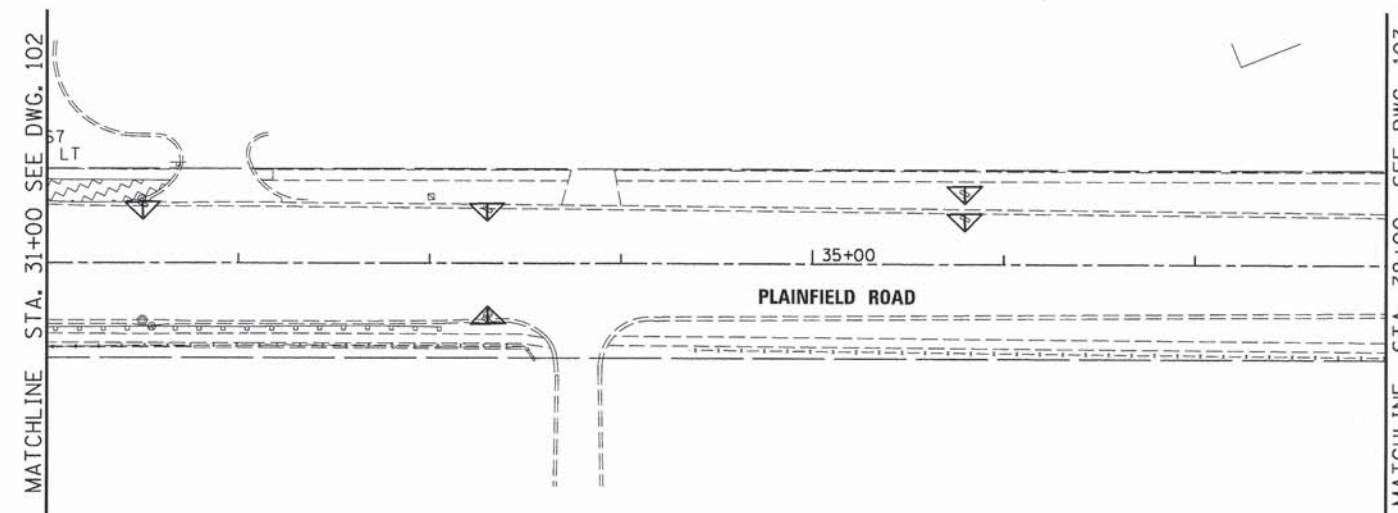 MATCHLINE STA. 31+00 SEE DWG. 102
57
LT
35+00
PLAINFIELD ROAD
MATCHLINE STA. 38+00 SEE DWG. 103